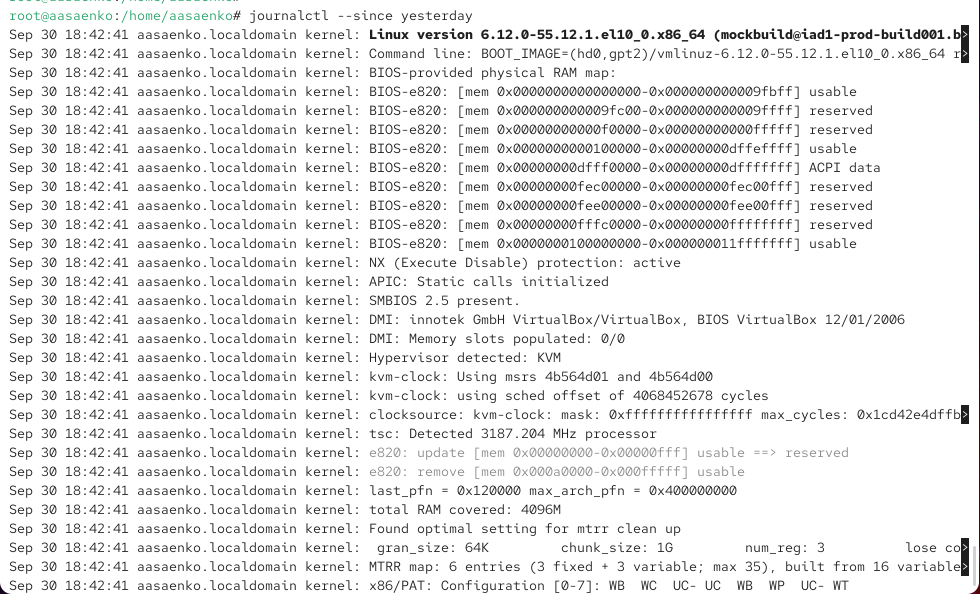 root@aasaenko:/home/aasaenko# journalctl --since yesterday
Sep 30 18:42:41 aasaenko.localdomain kernel: Linux version 6.12.0-55.12.1.el10_0.x86_64 (mockbuild@iad1-prod-build001.b>
Sep 30 18:42:41 aasaenko.localdomain kernel: Command line: BOOT_IMAGE=(hd0,gpt2)/vmlinuz-6.12.0-55.12.1.el10_0.x86_64 r>
Sep 30 18:42:41 aasaenko.localdomain kernel: BIOS-provided physical RAM map:
Sep 30 18:42:41 aasaenko.localdomain kernel: BIOS-e820: [mem 0x0000000000000000-0x000000000009fbff] usable
Sep 30 18:42:41 aasaenko.localdomain kernel: BIOS-e820: [mem 0x000000000009fc00-0x000000000009ffff] reserved
Sep 30 18:42:41 aasaenko.localdomain kernel: BIOS-e820: [mem 0x00000000000f0000-0x00000000000fffff] reserved
Sep 30 18:42:41 aasaenko.localdomain kernel: BIOS-e820: [mem 0x0000000000100000-0x00000000dffeffff] usable
Sep 30 18:42:41 aasaenko.localdomain kernel: BIOS-e820: [mem 0x00000000dfff0000-0x00000000dfffffff] ACPI data
Sep 30 18:42:41 aasaenko.localdomain kernel: BIOS-e820: [mem 0x00000000fec00000-0x00000000fec00fff] reserved
Sep 30 18:42:41 aasaenko.localdomain kernel: BIOS-e820: [mem 0x00000000fee00000-0x00000000fee00fff] reserved
Sep 30 18:42:41 aasaenko.localdomain kernel: BIOS-e820: [mem 0x00000000fffc0000-0x00000000ffffffff] reserved
Sep 30 18:42:41 aasaenko.localdomain kernel: BIOS-e820: [mem 0x0000000100000000-0x000000011fffffff] usable
Sep 30 18:42:41 aasaenko.localdomain kernel: NX (Execute Disable) protection: active
Sep 30 18:42:41 aasaenko.localdomain kernel: APIC: Static calls initialized
Sep 30 18:42:41 aasaenko.localdomain kernel: SMBIOS 2.5 present.
Sep 30 18:42:41 aasaenko.localdomain kernel: DMI: innotek GmbH VirtualBox/VirtualBox, BIOS VirtualBox 12/01/2006
Sep 30 18:42:41 aasaenko.localdomain kernel: DMI: Memory slots populated: 0/0
Sep 30 18:42:41 aasaenko.localdomain kernel: Hypervisor detected: KVM
Sep 30 18:42:41 aasaenko.localdomain kernel: kvm-clock: Using msrs 4b564d01 and 4b564d00
Sep 30 18:42:41 aasaenko.localdomain kernel: kvm-clock: using sched offset of 4068452678 cycles
Sep 30 18:42:41 aasaenko.localdomain kernel: clocksource: kvm-clock: mask: 0xffffffffffffffff max_cycles: 0x1cd42e4dffb>
Sep 30 18:42:41 aasaenko.localdomain kernel: tsc: Detected 3187.204 MHz processor
Sep 30 18:42:41 aasaenko.localdomain kernel: e820: update [mem 0x00000000-0x00000fff] usable ==> reserved
Sep 30 18:42:41 aasaenko.localdomain kernel: e820: remove [mem 0x000a0000-0x000fffff] usable
Sep 30 18:42:41 aasaenko.localdomain kernel: last_pfn = 0x120000 max_arch_pfn = 0x400000000
Sep 30 18:42:41 aasaenko.localdomain kernel: total RAM covered: 4096M
Sep 30 18:42:41 aasaenko.localdomain kernel: Found optimal setting for mtrr clean up
Sep 30 18:42:41 aasaenko.localdomain kernel:  gran_size: 64K         chunk_size: 1G         num_reg: 3          lose co>
Sep 30 18:42:41 aasaenko.localdomain kernel: MTRR map: 6 entries (3 fixed + 3 variable; max 35), built from 16 variable>
Sep 30 18:42:41 aasaenko.localdomain kernel: x86/PAT: Configuration [0-7]: WB  WC  UC- UC  WB  WP  UC- WT